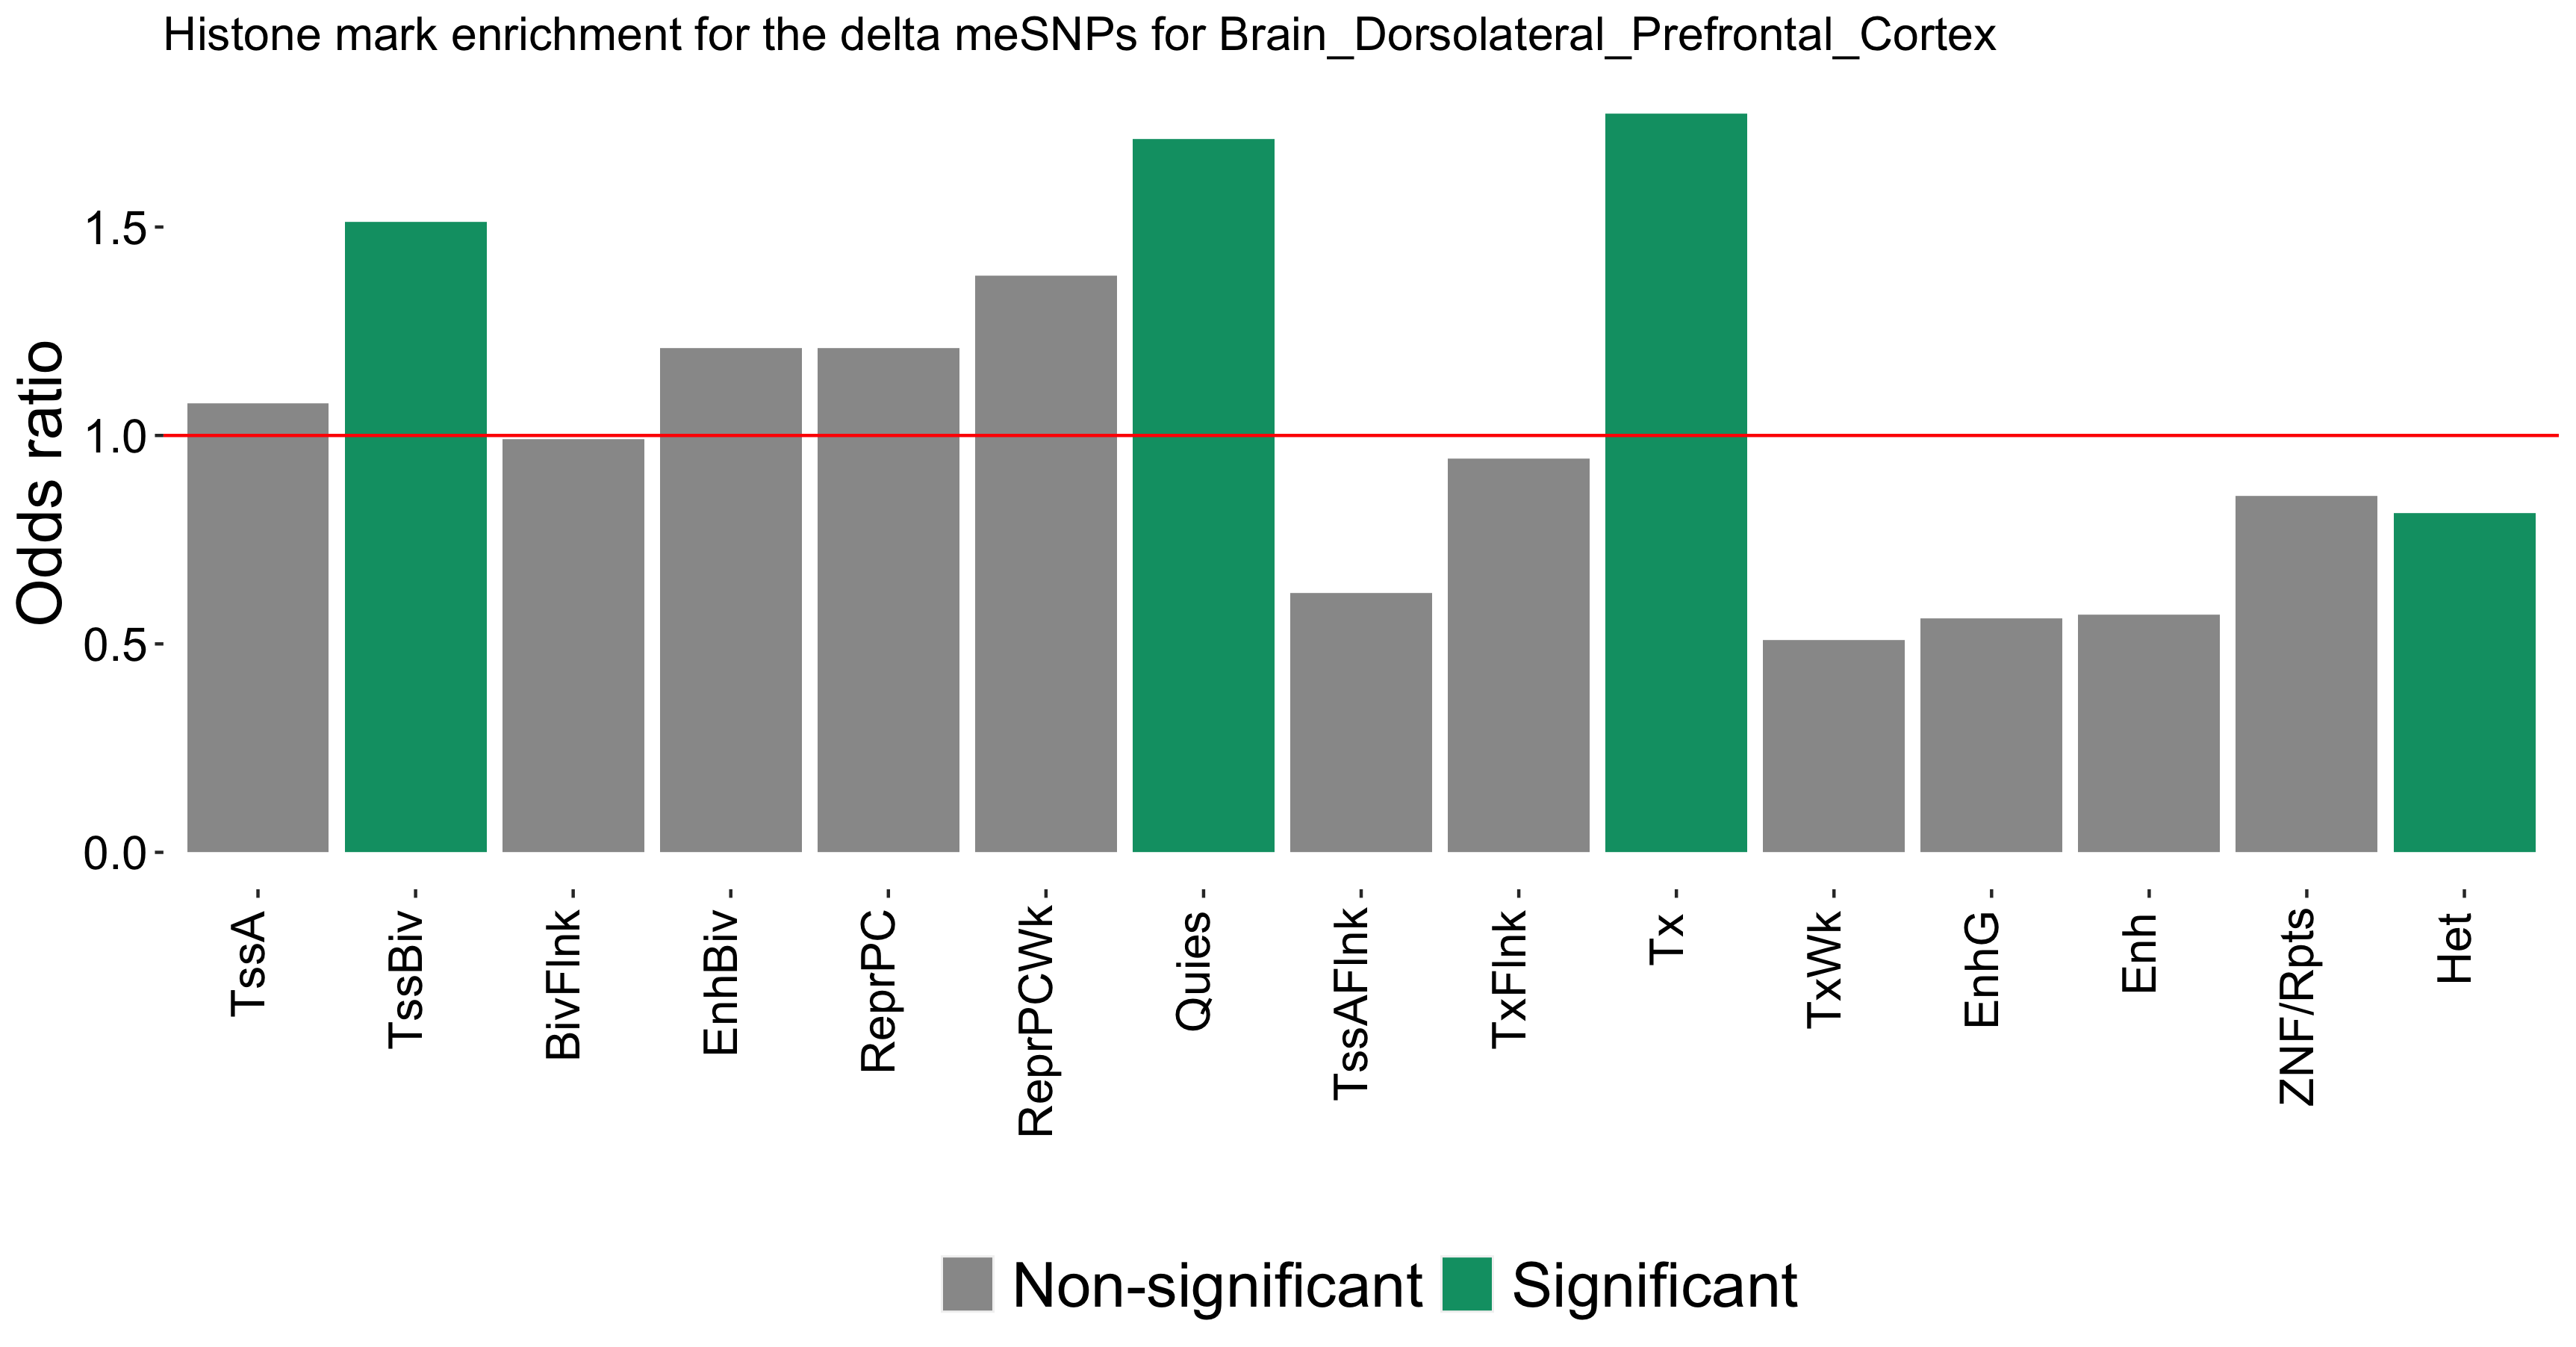 Histone mark enrichment for the delta meSNPs for Brain_Dorsolateral_Prefrontal_Cortex
Odds ratio
1.5
1.0
0.5
0.0
TssA
TssBiv
BivFlnk
EnhBiv
ReprPC
ReprPCWk
Quies
TssAFlnk
TxFlnk
Tx
TxWk
EnhG
Enh
ZNF/Rpts
Het
Non-significant
Significant